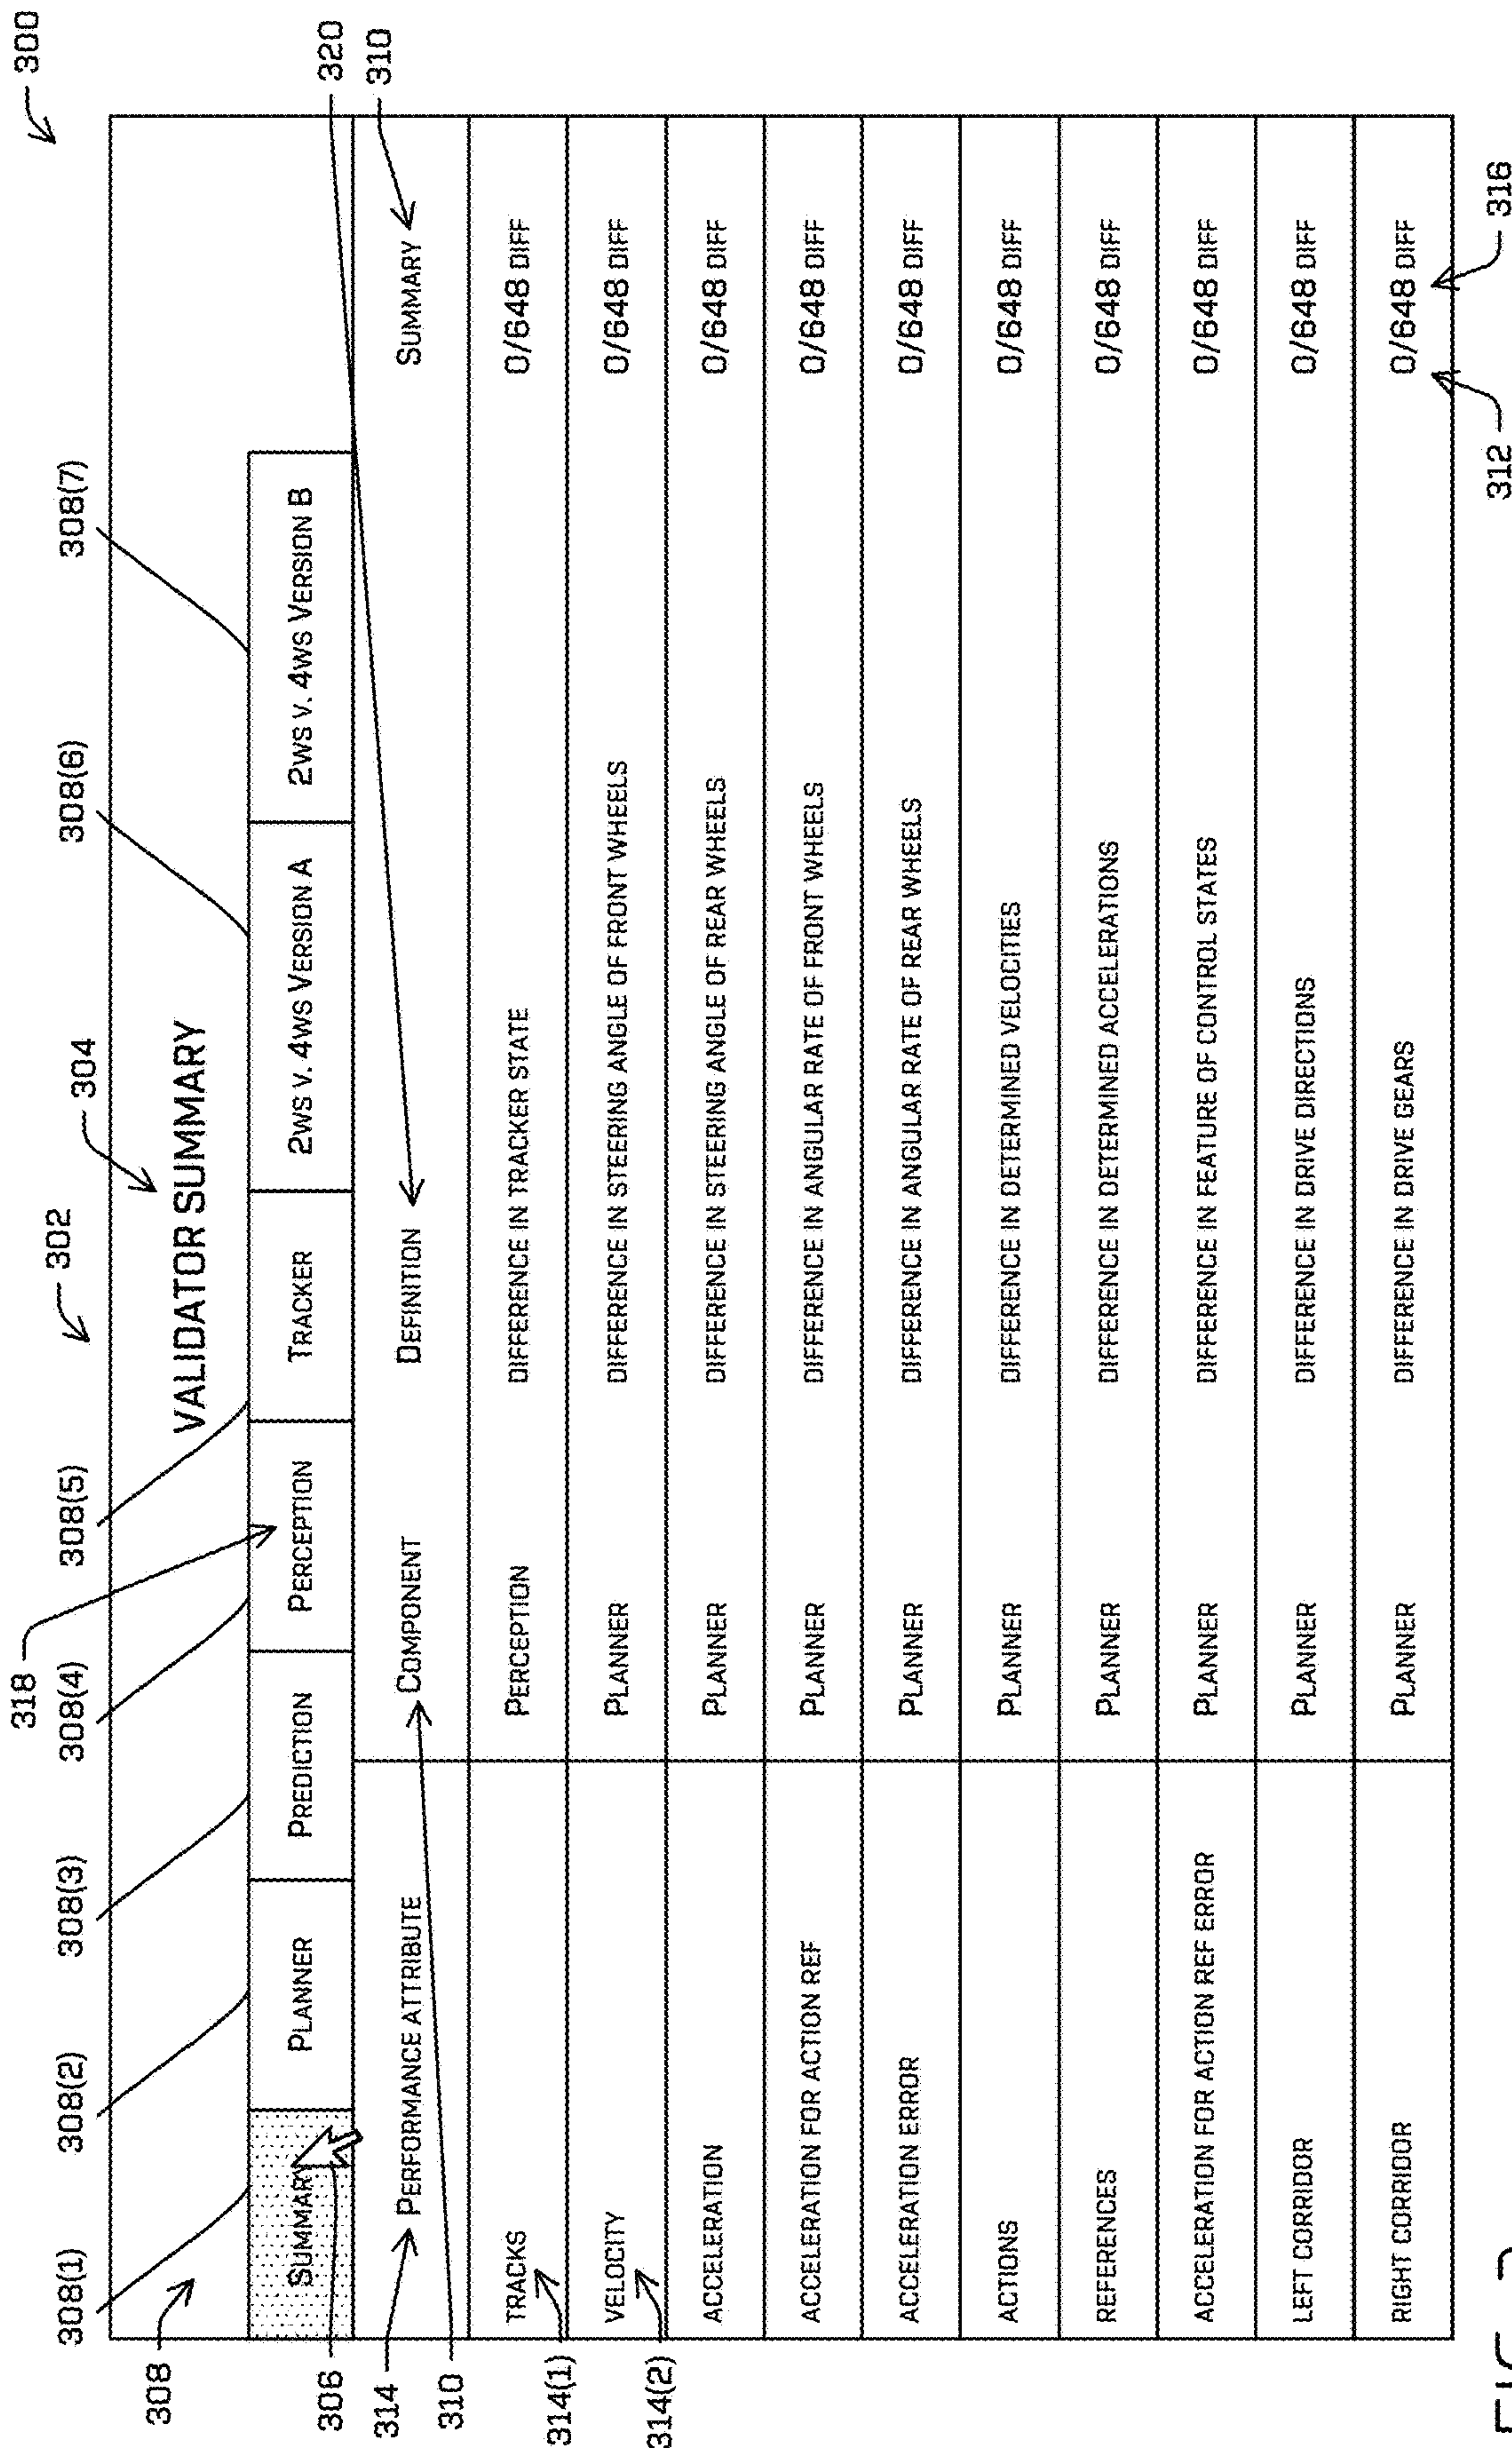 300
302
304
VALIDATOR SUMMARY
318
308
308(1)
308(2)
308(3)
308(4)
308(5)
308(6)
308(7)
306
SUMMARY
PLANNER
PREDICTION
PERCEPTION
TRACKER
2WS V. 4WS VERSION A
2WS V. 4WS VERSION B
320
314
310
310
PERFORMANCE ATTRIBUTE COMPONENT DEFINITION SUMMARY
TRACKS PERCEPTION DIFFERENCE IN TRACKER STATE 0/648 DIFF
314(1)
VELOCITY PLANNER DIFFERENCE IN STEERING ANGLE OF FRONT WHEELS 0/648 DIFF
314(2)
ACCELERATION PLANNER DIFFERENCE IN STEERING ANGLE OF REAR WHEELS 0/648 DIFF
ACCELERATION FOR ACTION REF PLANNER DIFFERENCE IN ANGULAR RATE OF FRONT WHEELS 0/648 DIFF
ACCELERATION ERROR PLANNER DIFFERENCE IN ANGULAR RATE OF REAR WHEELS 0/648 DIFF
ACTIONS PLANNER DIFFERENCE IN DETERMINED VELOCITIES 0/648 DIFF
REFERENCES PLANNER DIFFERENCE IN DETERMINED ACCELERATIONS 0/648 DIFF
ACCELERATION FOR ACTION REF ERROR PLANNER DIFFERENCE IN FEATURE OF CONTROL STATES 0/648 DIFF
LEFT CORRIDOR PLANNER DIFFERENCE IN DRIVE DIRECTIONS 0/648 DIFF
RIGHT CORRIDOR PLANNER DIFFERENCE IN DRIVE GEARS 0/648 DIFF
312
316